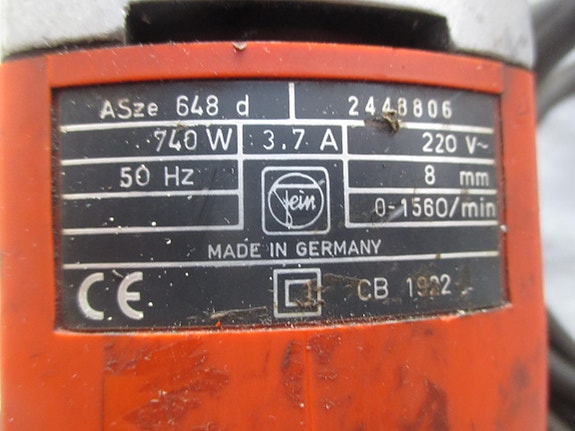 ASze 648 d 2448806
740 W 3.7 A 220 V~
50 Hz 8 mm
Fein
0-1560/min
MADE IN GERMANY
CE CB